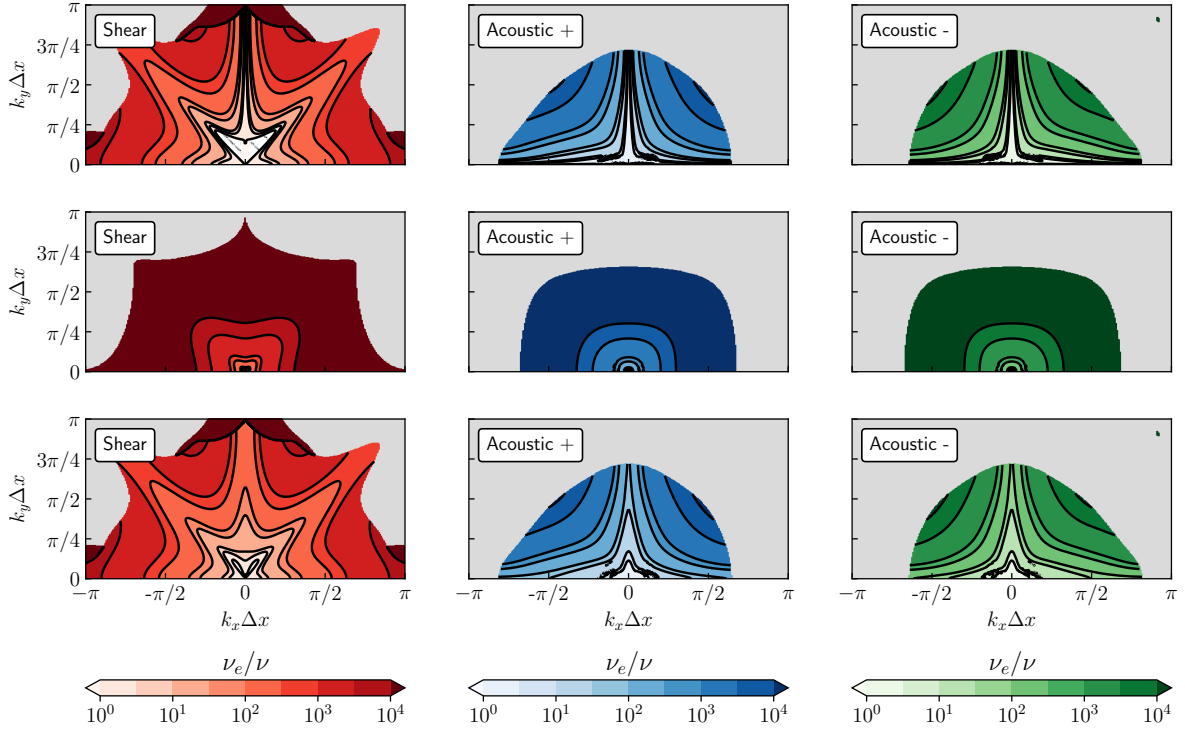 π
3π/4
π/2
π/4
0
k_yΔx
Shear
Acoustic +
Acoustic -
π
3π/4
π/2
π/4
0
k_yΔx
Shear
Acoustic +
Acoustic -
π
3π/4
π/2
π/4
0
k_yΔx
Shear
Acoustic +
Acoustic -
−π -π/2 0 π/2 π
k_xΔx
−π -π/2 0 π/2 π
k_xΔx
−π -π/2 0 π/2 π
k_xΔx
ν_e/ν
10^0 10^1 10^2 10^3 10^4
ν_e/ν
10^0 10^1 10^2 10^3 10^4
ν_e/ν
10^0 10^1 10^2 10^3 10^4